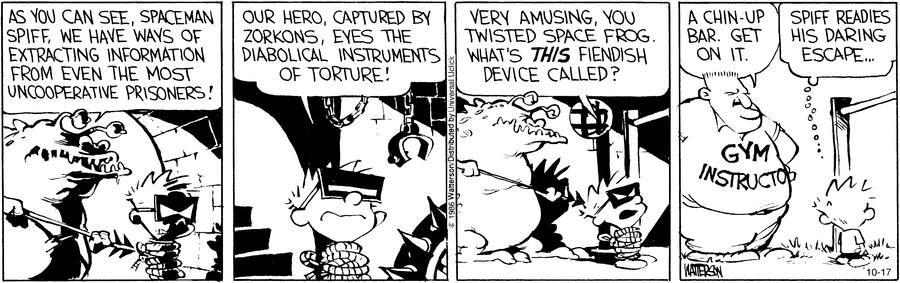 AS YOU CAN SEE, SPACEMAN
SPIFF, WE HAVE WAYS OF
EXTRACTING INFORMATION
FROM EVEN THE MOST
UNCOOPERATIVE PRISONERS!
OUR HERO, CAPTURED BY
ZORKONS, EYES THE
DIABOLICAL INSTRUMENTS
OF TORTURE!
© 1986 Watterson/Distributed by Universal Uclick
VERY AMUSING, YOU
TWISTED SPACE FROG.
WHAT'S THIS FIENDISH
DEVICE CALLED?
A CHIN-UP
BAR. GET
ON IT.
SPIFF READIES
HIS DARING
ESCAPE...
GYM
INSTRUCTOR
WATTERSON
10-17